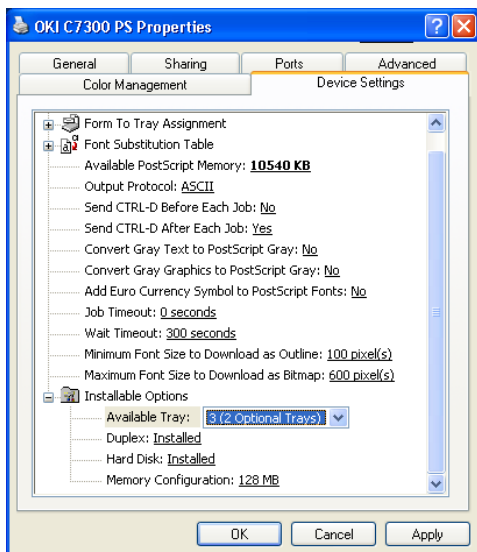 OKI C7300 PS Properties
General Sharing Ports Advanced
Color Management Device Settings
Form To Tray Assignment
Font Substitution Table
Available PostScript Memory: 10540 KB
Output Protocol: ASCII
Send CTRL-D Before Each Job: No
Send CTRL-D After Each Job: Yes
Convert Gray Text to PostScript Gray: No
Convert Gray Graphics to PostScript Gray: No
Add Euro Currency Symbol to PostScript Fonts: No
Job Timeout: 0 seconds
Wait Timeout: 300 seconds
Minimum Font Size to Download as Outline: 100 pixel(s)
Maximum Font Size to Download as Bitmap: 600 pixel(s)
Installable Options
Available Tray: 3 (2 Optional Trays)
Duplex: Installed
Hard Disk: Installed
Memory Configuration: 128 MB
OK Cancel Apply